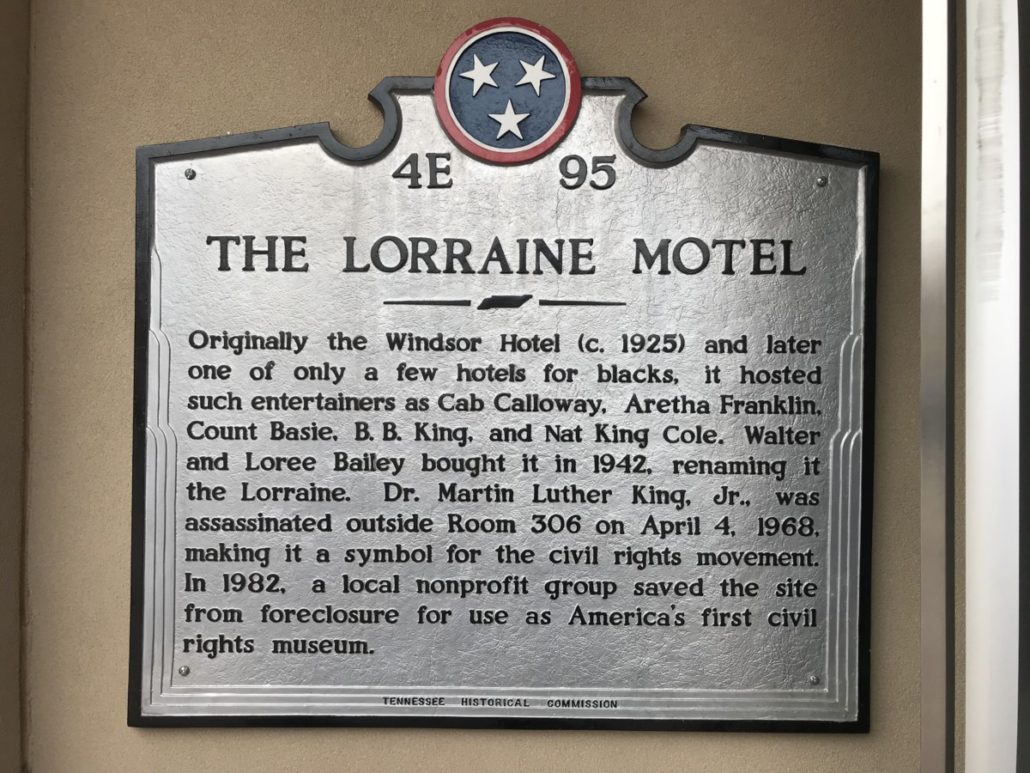 4E 95
THE LORRAINE MOTEL
Originally the Windsor Hotel (c. 1925) and later
one of only a few hotels for blacks, it hosted
such entertainers as Cab Calloway, Aretha Franklin,
Count Basie, B. B. King, and Nat King Cole. Walter
and Loree Bailey bought it in 1942, renaming it
the Lorraine. Dr. Martin Luther King, Jr., was
assassinated outside Room 306 on April 4, 1968,
making it a symbol for the civil rights movement.
In 1982, a local nonprofit group saved the site
from foreclosure for use as America's first civil
rights museum.
TENNESSEE HISTORICAL COMMISSION